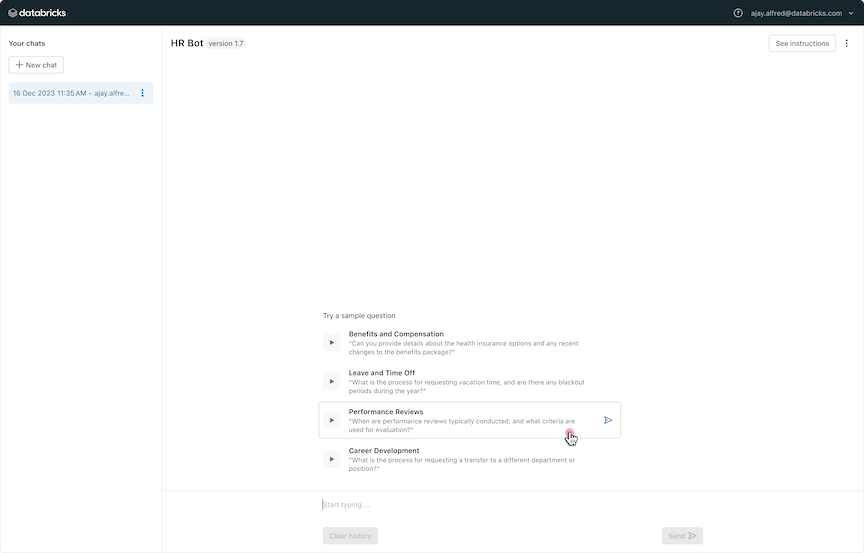 databricks
ajay.alfred@databricks.com
Your chats
New chat
16 Dec 2023 11:35 AM - ajay.alfre...
HR Bot version 1.7
See instructions
Try a sample question
Benefits and Compensation
"Can you provide details about the health insurance options and any recent
changes to the benefits package?"
Leave and Time Off
"What is the process for requesting vacation time, and are there any blackout
periods during the year?"
Performance Reviews
"When are performance reviews typically conducted, and what criteria are
used for evaluation?"
Career Development
"What is the process for requesting a transfer to a different department or
position?"
Start typing ...
Clear history
Send